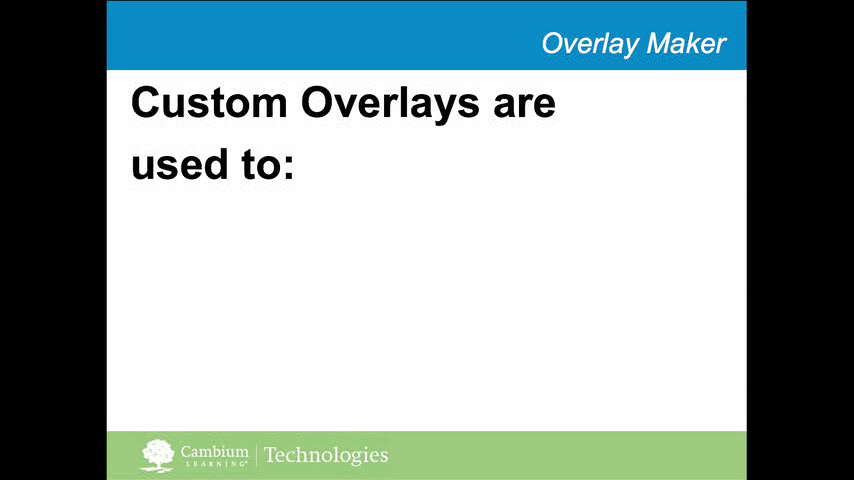 Overlay Maker
Custom Overlays are
used to:
Cambium
LEARNING®
Technologies